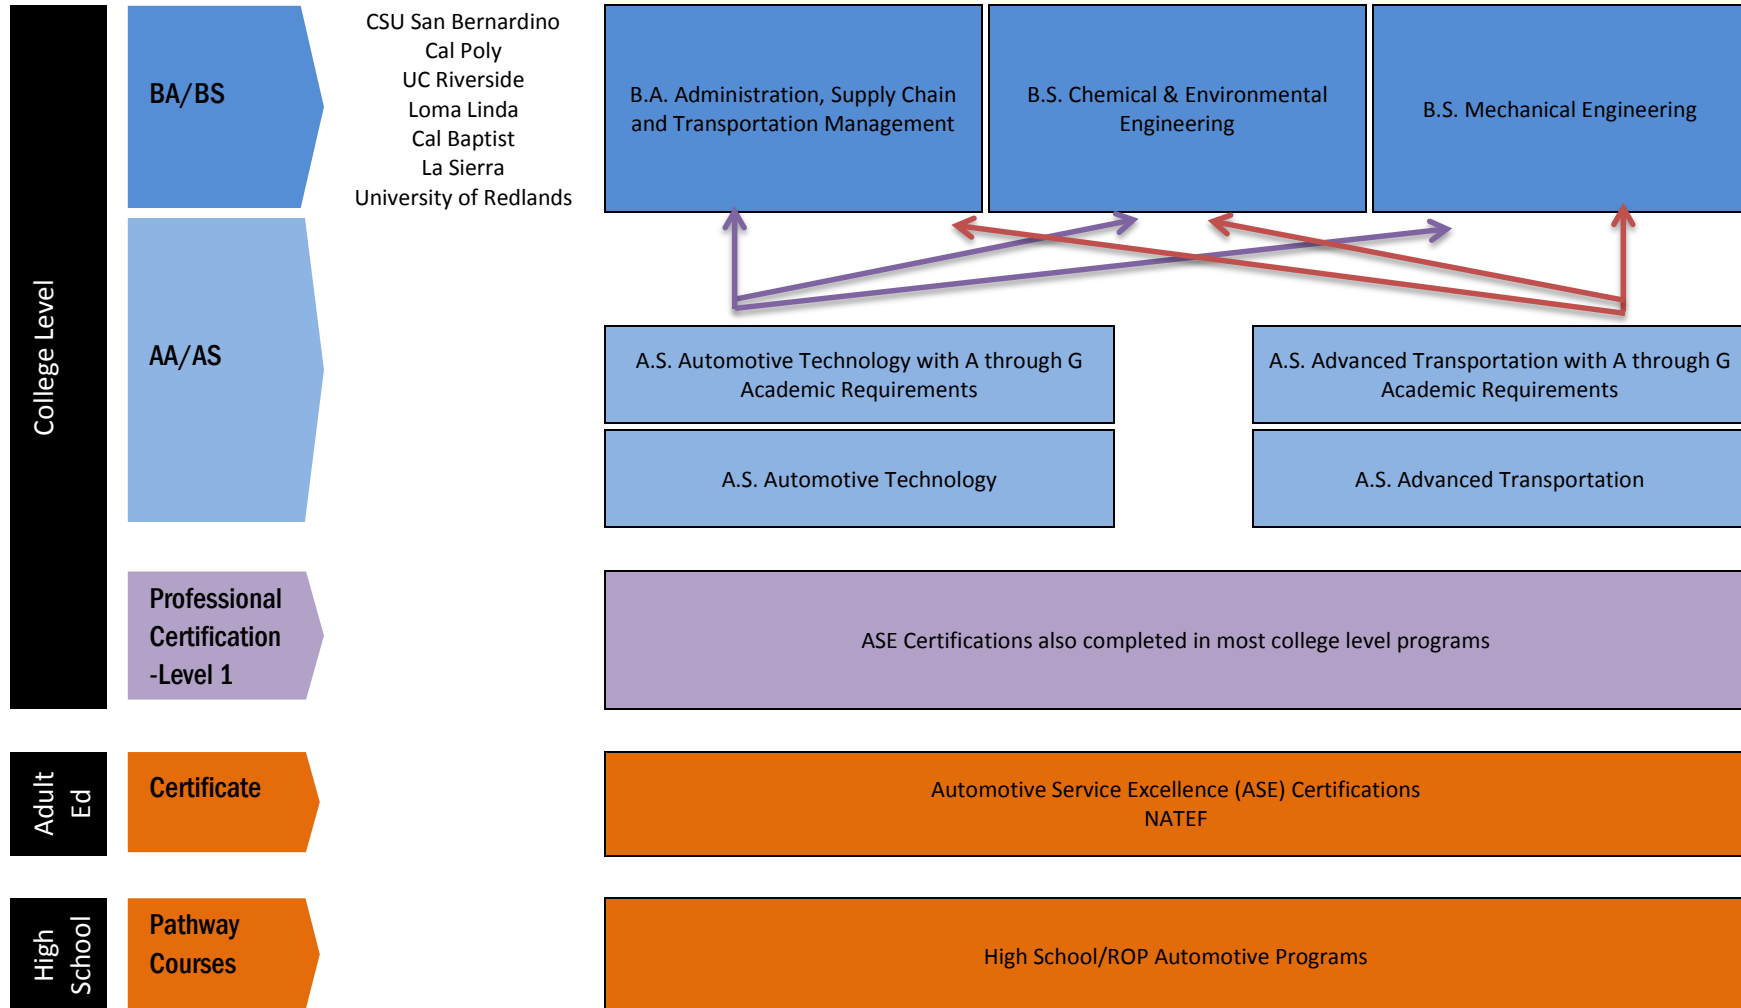 College Level
BA/BS
CSU San Bernardino
Cal Poly
UC Riverside
Loma Linda
Cal Baptist
La Sierra
University of Redlands
B.A. Administration, Supply Chain
and Transportation Management
B.S. Chemical & Environmental
Engineering
B.S. Mechanical Engineering
AA/AS
A.S. Automotive Technology with A through G
Academic Requirements
A.S. Advanced Transportation with A through G
Academic Requirements
A.S. Automotive Technology
A.S. Advanced Transportation
Professional
Certification
-Level 1
ASE Certifications also completed in most college level programs
Adult
Ed
Certificate
Automotive Service Excellence (ASE) Certifications
NATEF
High
School
Pathway
Courses
High School/ROP Automotive Programs